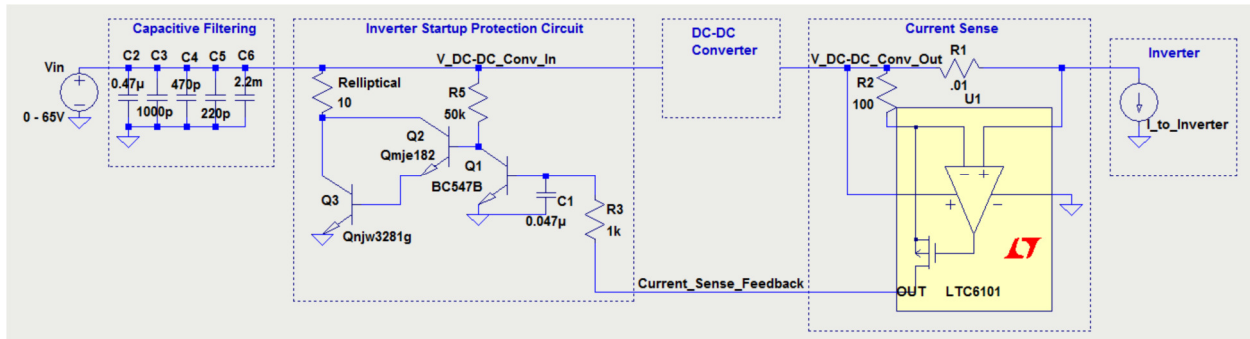 Capacitive Filtering
Inverter Startup Protection Circuit
DC-DC
Converter
Current Sense
Inverter
Vin
0 - 65V
C2
C3
C4
C5
C6
0.47µ
1000p
470p
220p
2.2m
V_DC-DC_Conv_In
Relliptical
10
R5
50k
Q2
Qmje182
Q1
BC547B
Q3
Qnjw3281g
C1
0.047µ
R3
1k
Current_Sense_Feedback
V_DC-DC_Conv_Out
R1
.01
R2
100
U1
OUT
LTC6101
I_to_Inverter